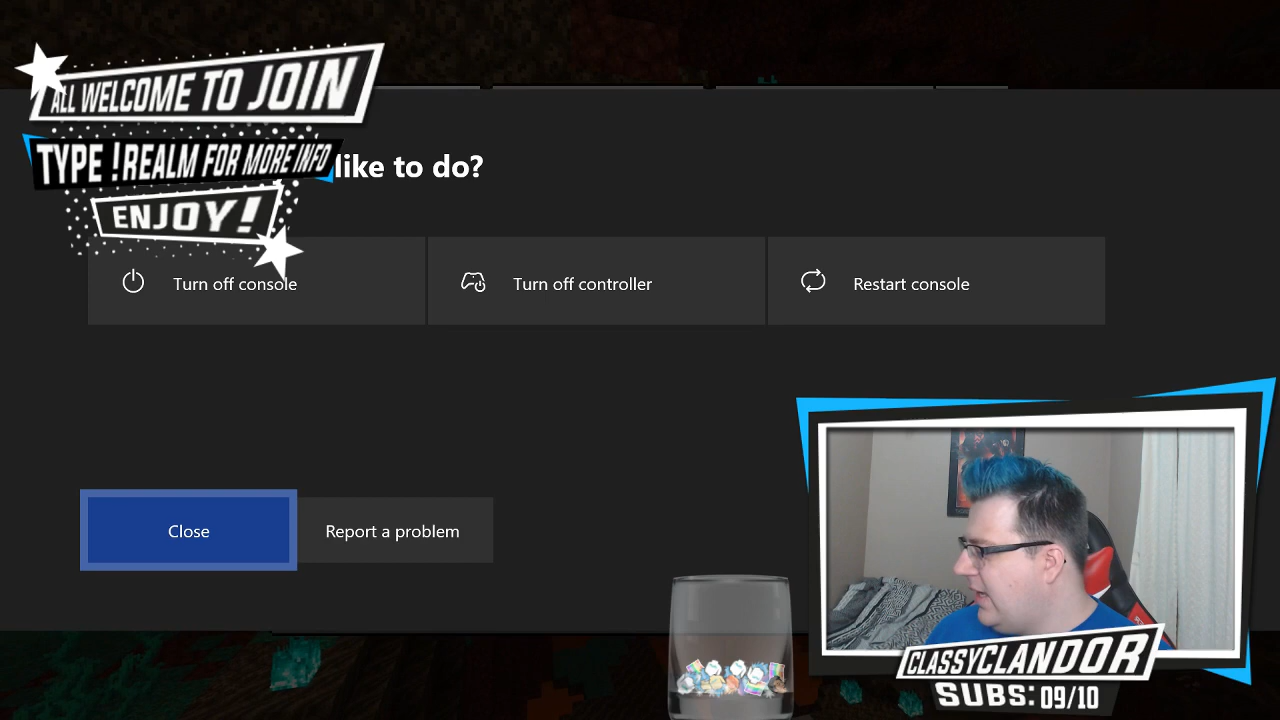 ALL WELCOME TO JOIN
TYPE !REALM FOR MORE INFO
ENJOY!
like to do?
Turn off console
Turn off controller
Restart console
Close
Report a problem
CLASSYCLANDOR
SUBS: 09/10